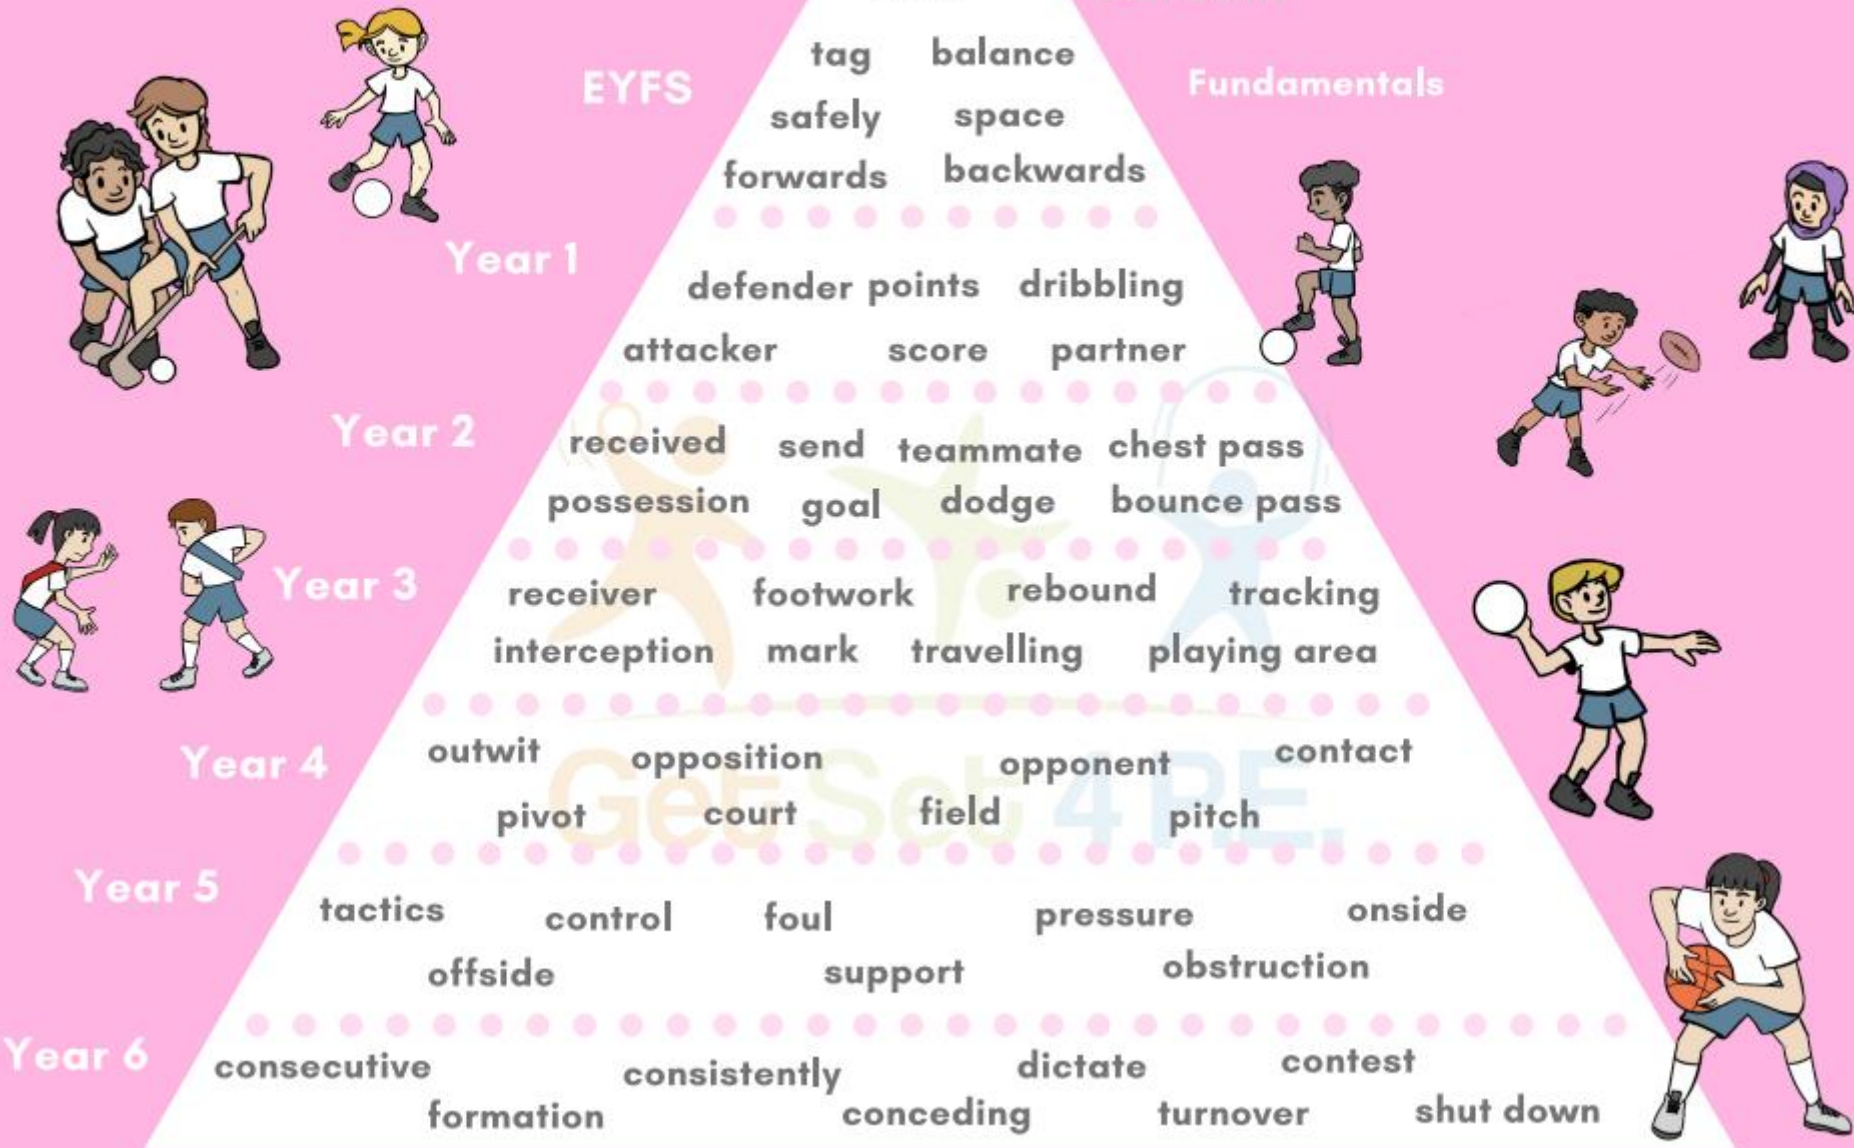 tag balance
EYFS
Fundamentals
safely space
forwards backwards
Year 1
defender points dribbling
attacker score partner
Year 2
received send teammate chest pass
possession goal dodge bounce pass
Year 3
receiver footwork rebound tracking
interception mark travelling playing area
Year 4
outwit opposition opponent contact
Get Set 4 P.E.
pivot court field pitch
Year 5
tactics control foul pressure onside
offside support obstruction
Year 6
consecutive consistently dictate contest
formation conceding turnover shut down